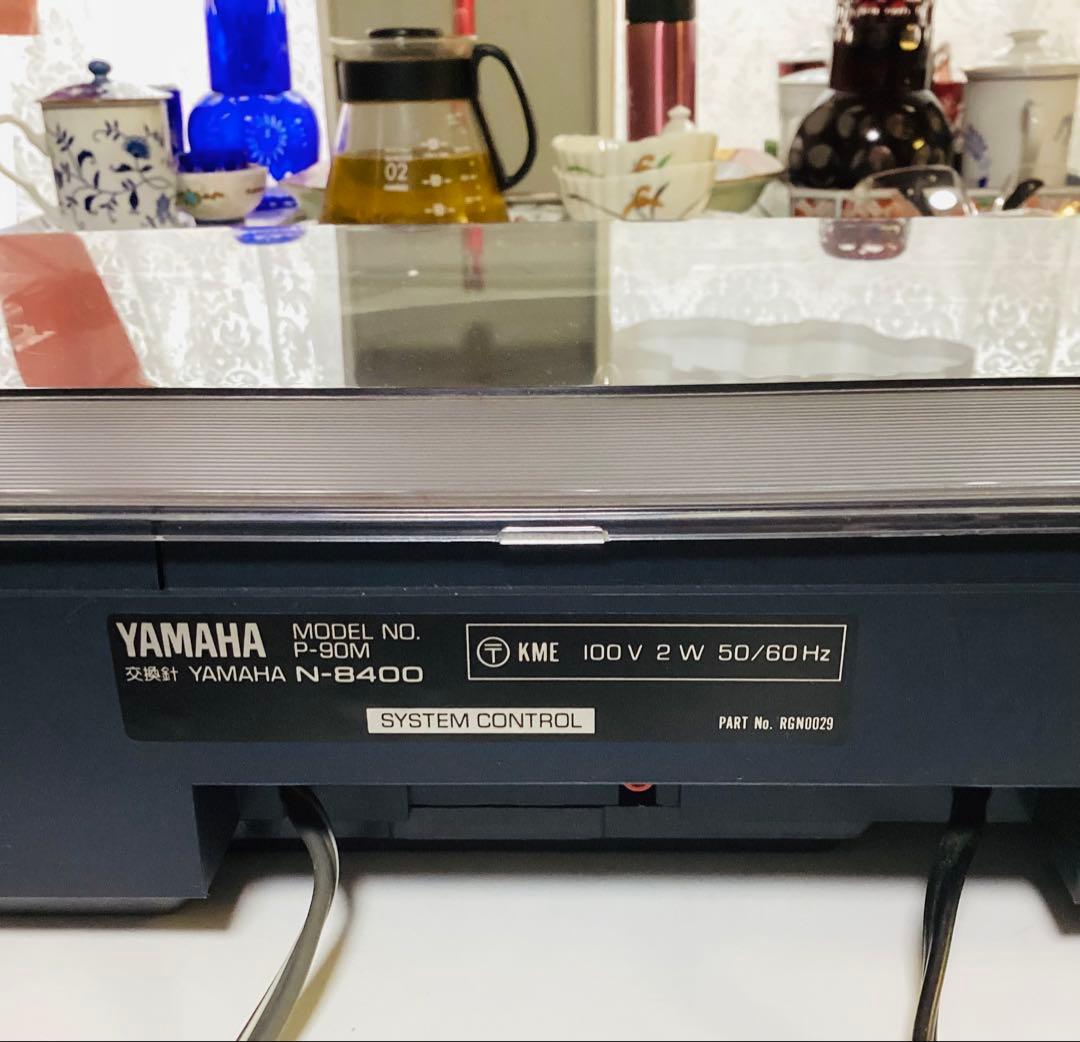 02
YAMAHA
MODEL NO.
P-90M
交換針 YAMAHA N-8400
〒 KME 100V 2W 50/60Hz
SYSTEM CONTROL
PART No. RGN0029